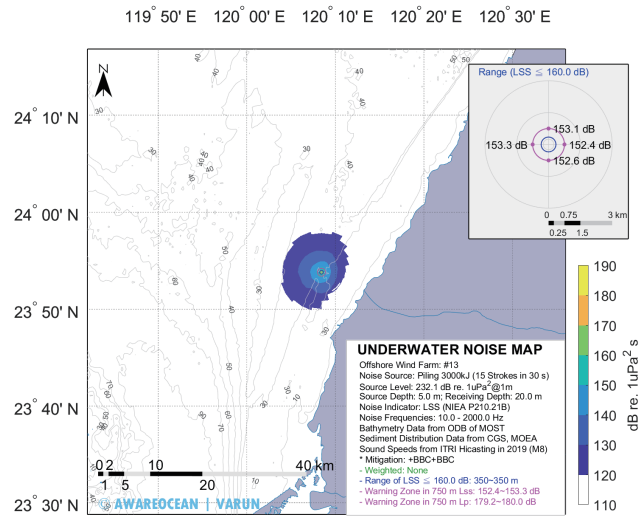 119° 50' E 120° 00' E 120° 10' E 120° 20' E 120° 30' E
N
24° 10' N
24° 00' N
23° 50' N
23° 40' N
23° 30' N
Range (LSS ≤ 160.0 dB)
153.1 dB
153.3 dB
152.4 dB
152.6 dB
0 0.75 3 km
0.25 1.5
190
180
170
160
150
140
130
120
110
dB re. 1uPa² s
UNDERWATER NOISE MAP
Offshore Wind Farm: #13
Noise Source: Piling 3000kJ (15 Strokes in 30 s)
Source Level: 232.1 dB re. 1uPa²@1m
Source Depth: 5.0 m; Receiving Depth: 20.0 m
Noise Indicator: LSS (NIEA P210.21B)
Noise Frequencies: 10.0 - 2000.0 Hz
Bathymetry Data from ODB of MOST
Sediment Distribution Data from CGS, MOEA
Sound Speeds from ITRI Hicasting in 2019 (M8)
* Mitigation: +BBC+BBC
- Weighted: None
- Range of LSS ≤ 160.0 dB: 350~350 m
- Warning Zone in 750 m Lss: 152.4~153.3 dB
- Warning Zone in 750 m Lp: 179.2~180.0 dB
0 2 10 40 km
1 5 20
© AWAREOCEAN | VARUN